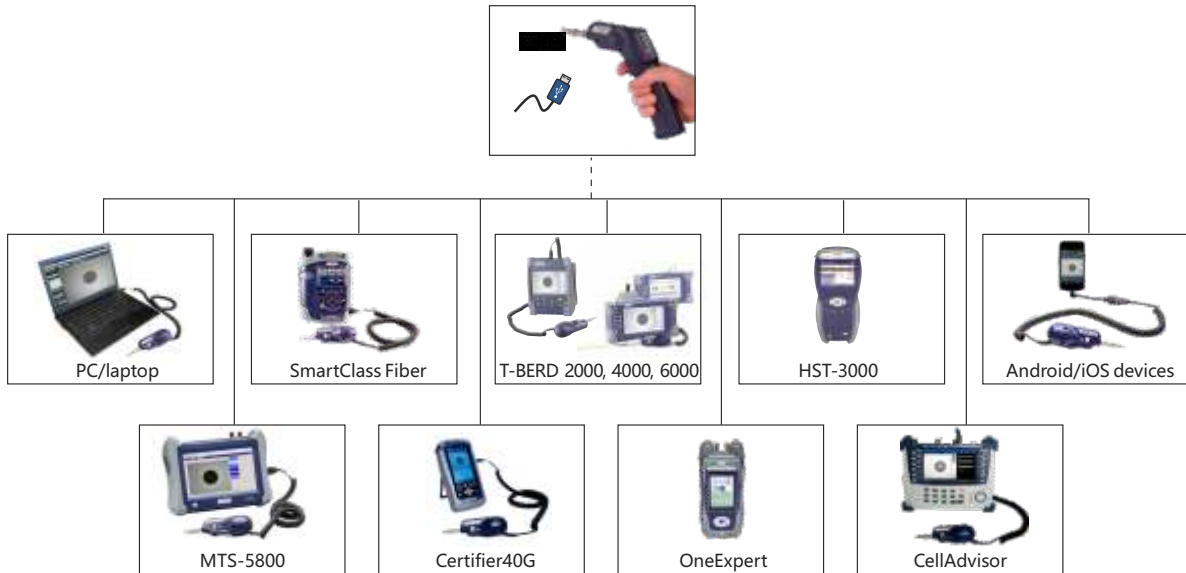 PC/laptop
SmartClass Fiber
T-BERD 2000, 4000, 6000
HST-3000
Android/iOS devices
MTS-5800
Certifier40G
OneExpert
CellAdvisor